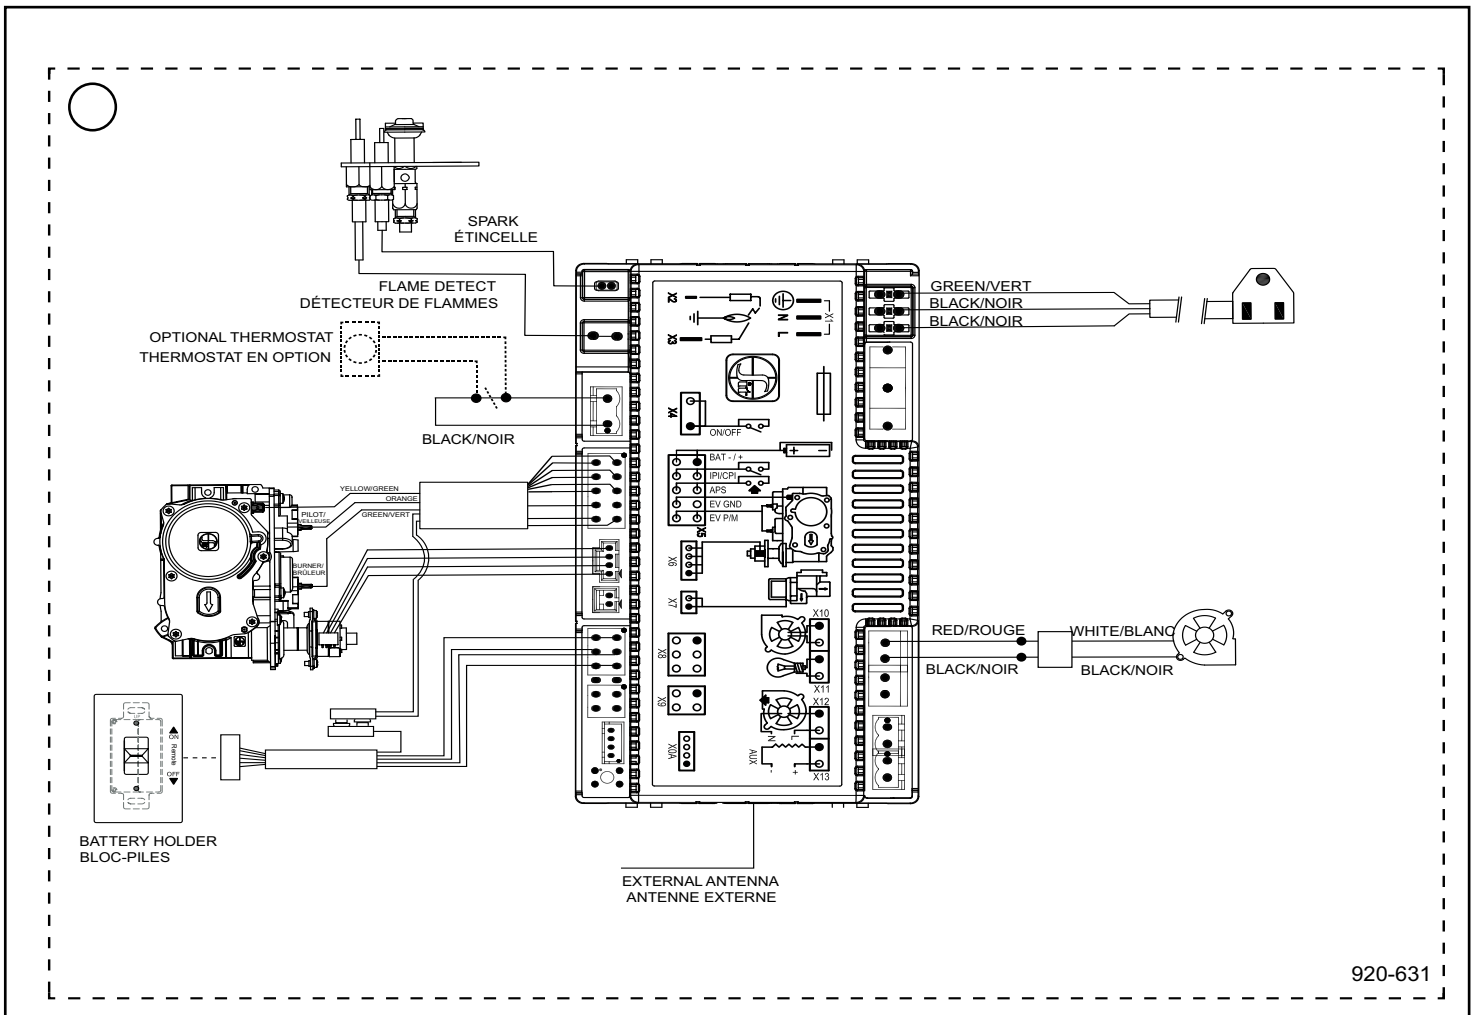 SPARK
ÉTINCELLE
FLAME DETECT
DÉTECTEUR DE FLAMMES
OPTIONAL THERMOSTAT
THERMOSTAT EN OPTION
BLACK/NOIR
YELLOW/GREEN
ORANGE
PILOT/
VEILLEUSE
GREEN/VERT
BURNER/
BRÛLEUR
ON
Remote
OFF
BATTERY HOLDER
BLOC-PILES
X2
X3
N
L
X1
X4
ON/OFF
BAT - / +
IPI/CPI
APS
EV GND
EV P/M
X5
X6
X7
X8
X9
X0A
X10
X11
X12
N
L
AUX
- +
X13
GREEN/VERT
BLACK/NOIR
BLACK/NOIR
RED/ROUGE
WHITE/BLANC
BLACK/NOIR
BLACK/NOIR
EXTERNAL ANTENNA
ANTENNE EXTERNE
920-631